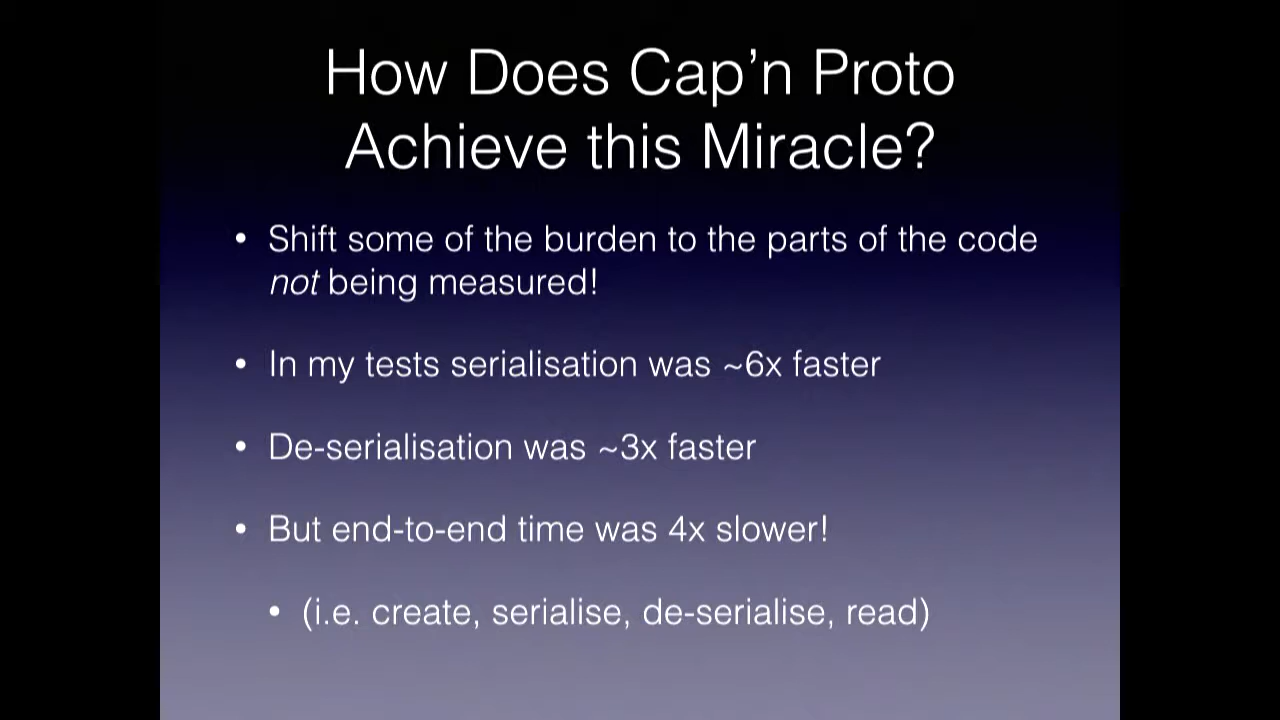 How Does Cap’n Proto
Achieve this Miracle?
• Shift some of the burden to the parts of the code
not being measured!
• In my tests serialisation was ~6x faster
• De-serialisation was ~3x faster
• But end-to-end time was 4x slower!
• (i.e. create, serialise, de-serialise, read)